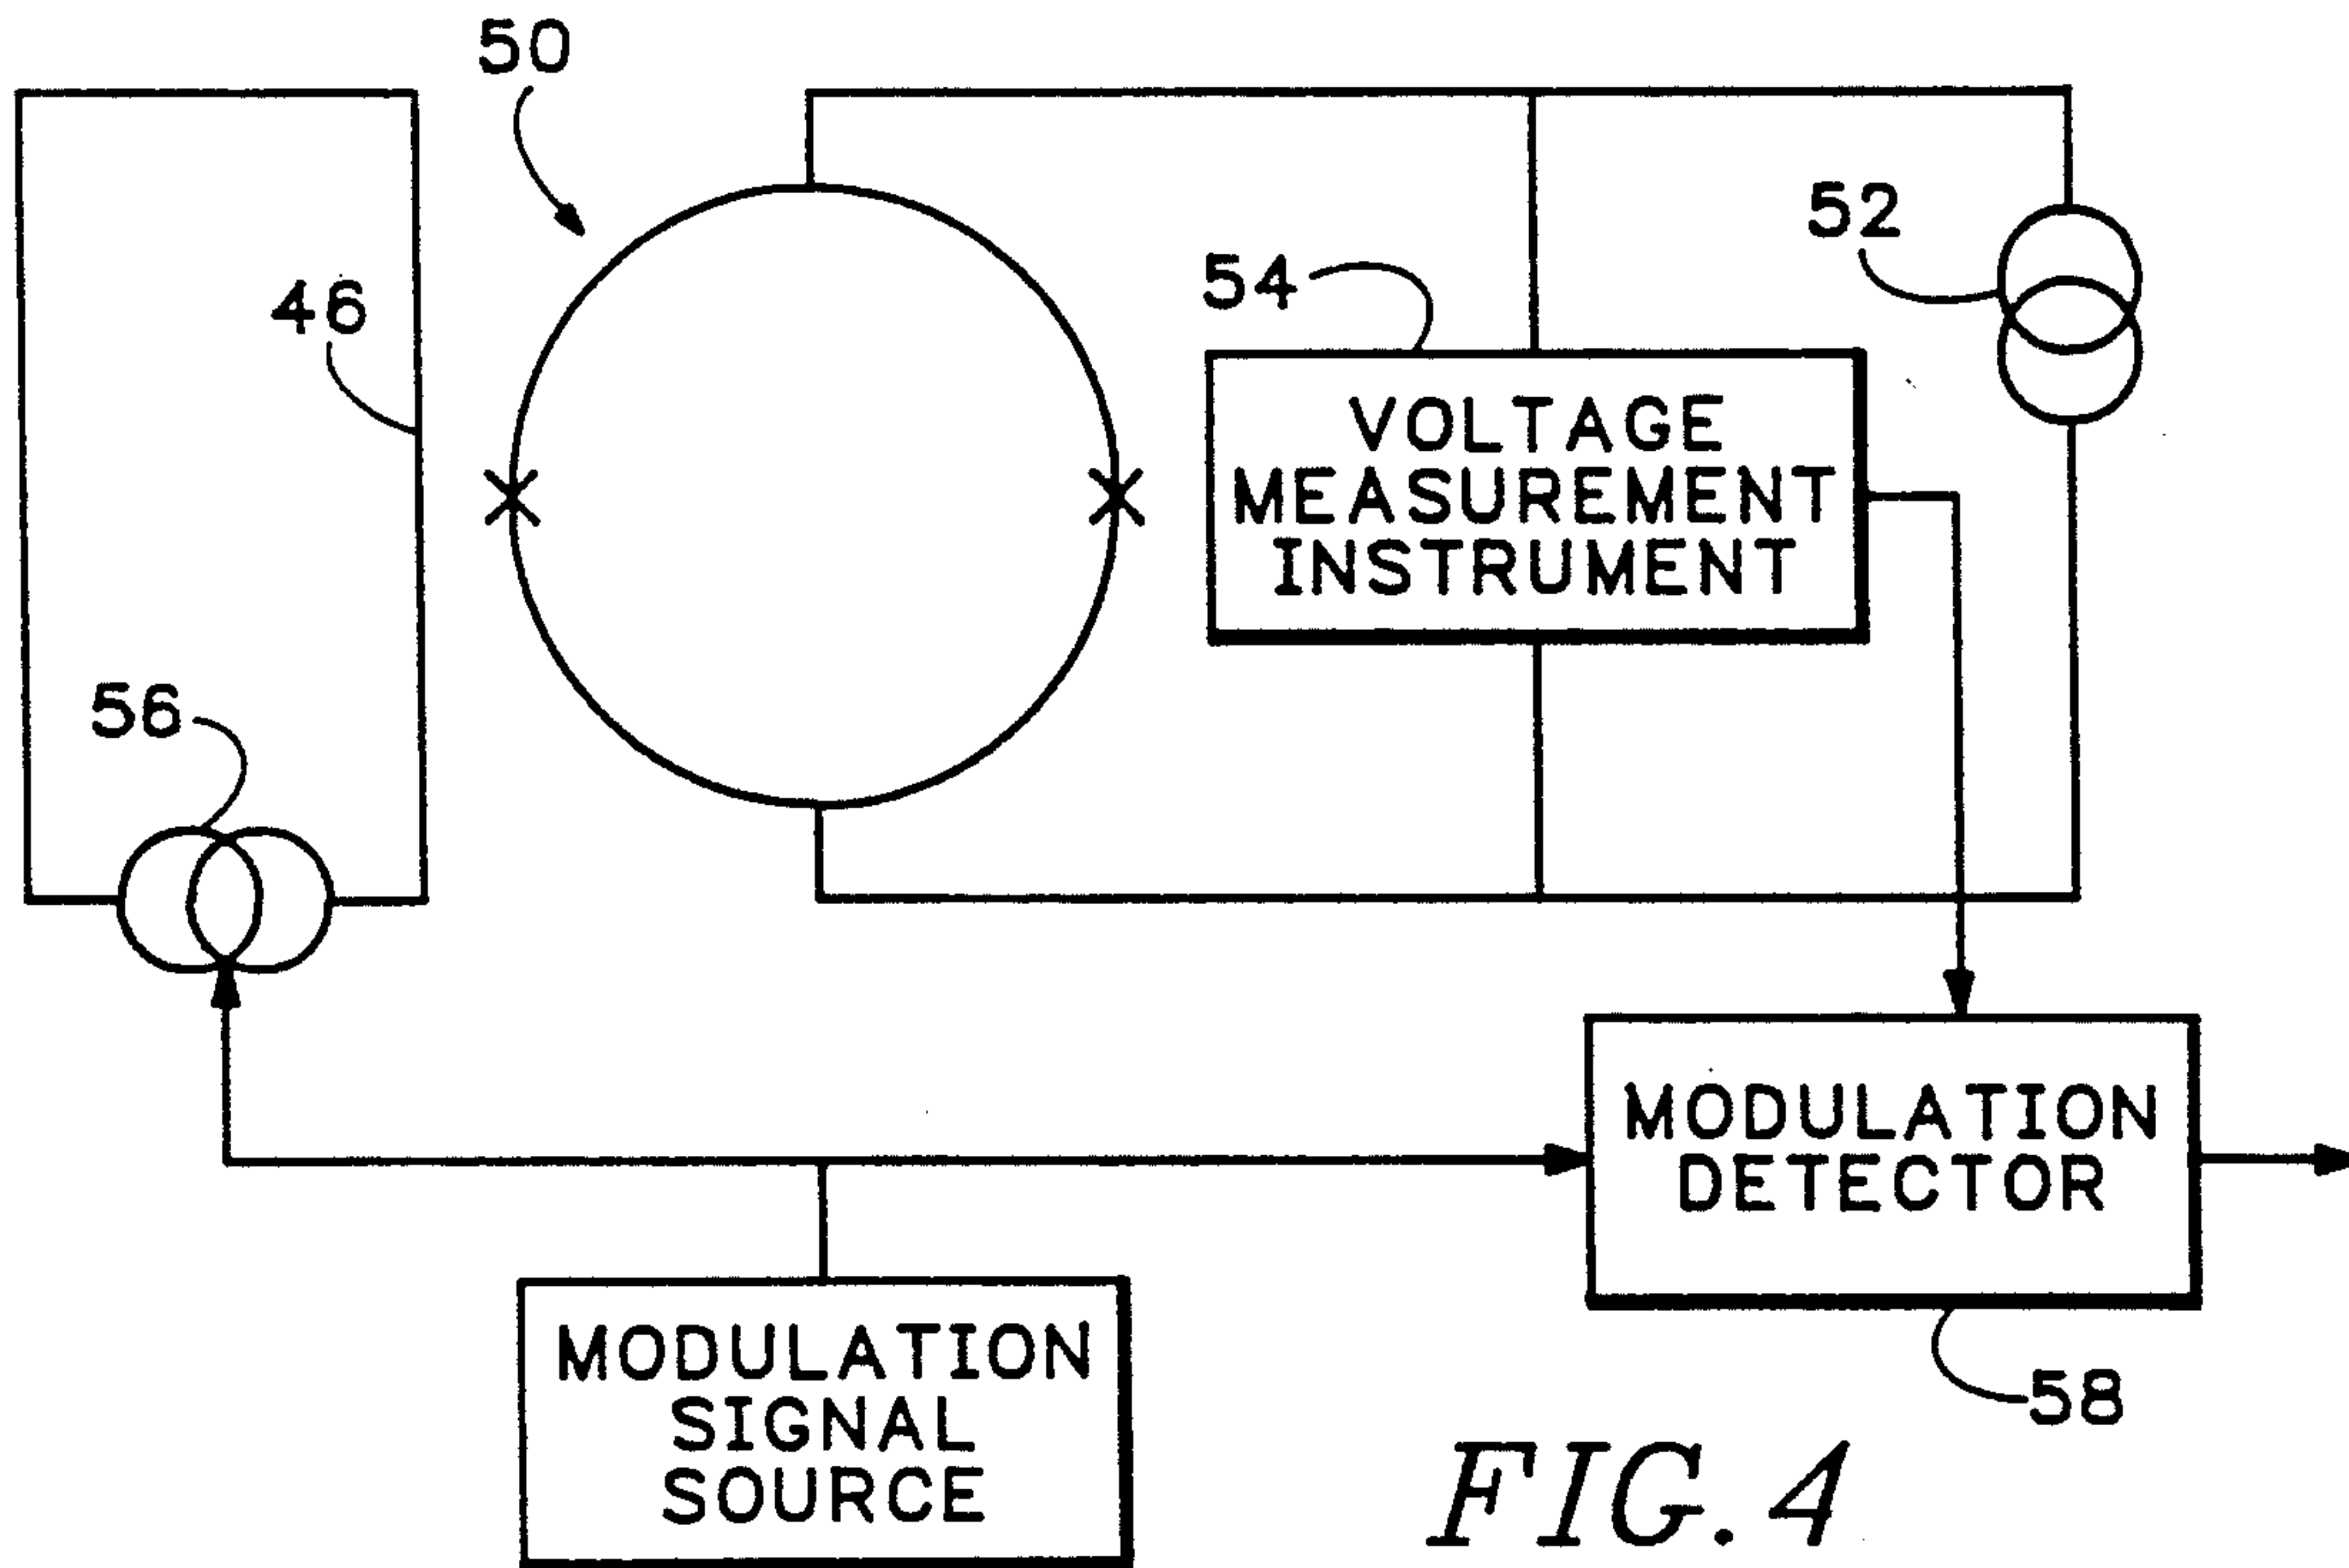 50
46
52
54
VOLTAGE
MEASUREMENT
INSTRUMENT
56
MODULATION
DETECTOR
MODULATION
SIGNAL
SOURCE
58
FIG. 4